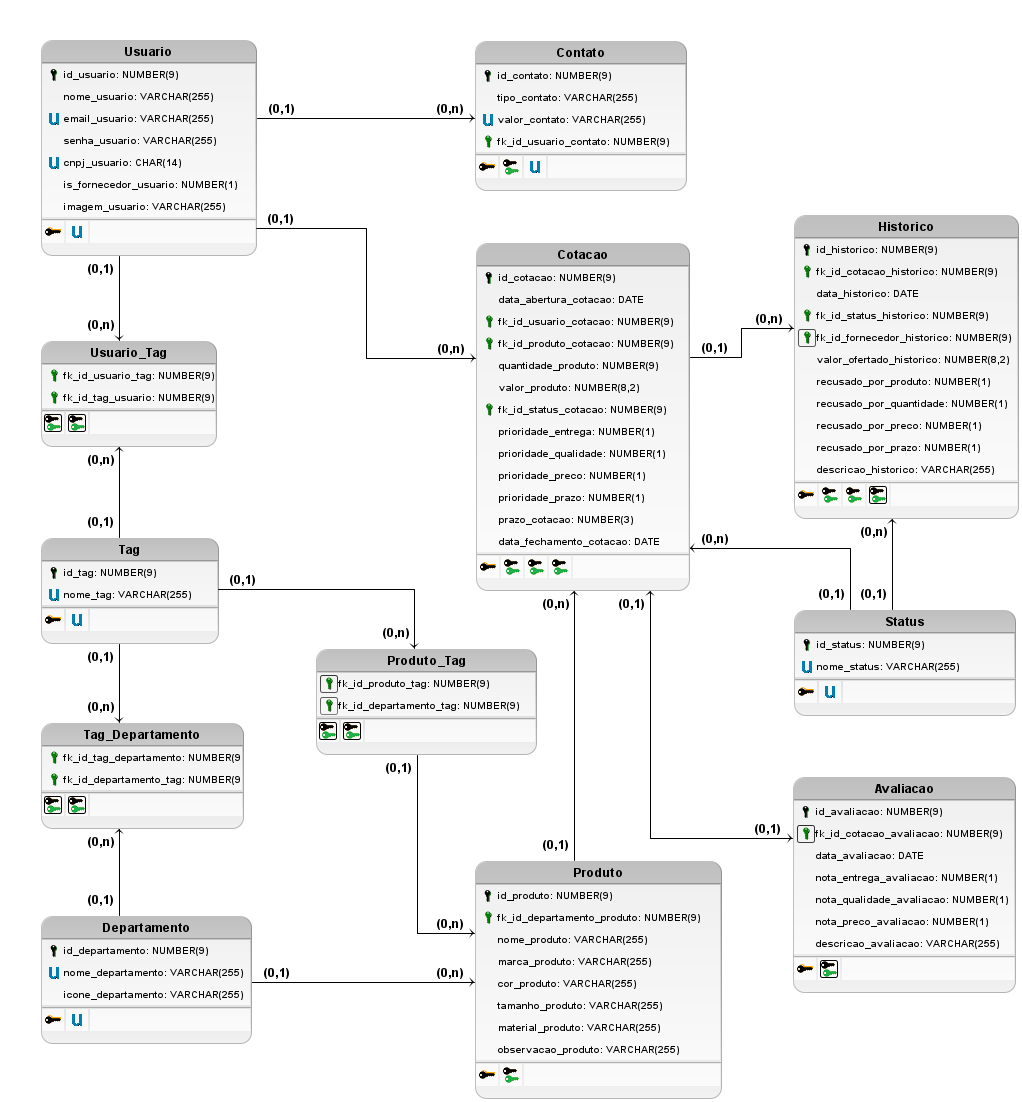 Usuario
id_usuario: NUMBER(9)
nome_usuario: VARCHAR(255)
U email_usuario: VARCHAR(255)
senha_usuario: VARCHAR(255)
U cnpj_usuario: CHAR(14)
is_fornecedor_usuario: NUMBER(1)
imagem_usuario: VARCHAR(255)
U
(0,1)
(0,n)
Contato
id_contato: NUMBER(9)
tipo_contato: VARCHAR(255)
U valor_contato: VARCHAR(255)
fk_id_usuario_contato: NUMBER(9)
U
(0,1)
(0,n)
(0,1)
(0,n)
Usuario_Tag
fk_id_usuario_tag: NUMBER(9)
fk_id_tag_usuario: NUMBER(9)
(0,n)
(0,1)
Cotacao
id_cotacao: NUMBER(9)
data_abertura_cotacao: DATE
fk_id_usuario_cotacao: NUMBER(9)
fk_id_produto_cotacao: NUMBER(9)
quantidade_produto: NUMBER(9)
valor_produto: NUMBER(8,2)
fk_id_status_cotacao: NUMBER(9)
prioridade_entrega: NUMBER(1)
prioridade_qualidade: NUMBER(1)
prioridade_preco: NUMBER(1)
prioridade_prazo: NUMBER(1)
prazo_cotacao: NUMBER(3)
data_fechamento_cotacao: DATE
(0,1)
(0,n)
Historico
id_historico: NUMBER(9)
fk_id_cotacao_historico: NUMBER(9)
data_historico: DATE
fk_id_status_historico: NUMBER(9)
fk_id_fornecedor_historico: NUMBER(9)
valor_ofertado_historico: NUMBER(8,2)
recusado_por_produto: NUMBER(1)
recusado_por_quantidade: NUMBER(1)
recusado_por_preco: NUMBER(1)
recusado_por_prazo: NUMBER(1)
descricao_historico: VARCHAR(255)
(0,n)
(0,n)
(0,1)
(0,1)
Tag
id_tag: NUMBER(9)
U nome_tag: VARCHAR(255)
U
(0,1)
(0,n)
(0,1)
(0,n)
Produto_Tag
fk_id_produto_tag: NUMBER(9)
fk_id_departamento_tag: NUMBER(9)
(0,1)
(0,n)
(0,n)
(0,1)
(0,1)
(0,1)
Status
id_status: NUMBER(9)
U nome_status: VARCHAR(255)
U
Tag_Departamento
fk_id_tag_departamento: NUMBER(9
fk_id_departamento_tag: NUMBER(9
(0,n)
(0,1)
Avaliacao
id_avaliacao: NUMBER(9)
fk_id_cotacao_avaliacao: NUMBER(9)
data_avaliacao: DATE
nota_entrega_avaliacao: NUMBER(1)
nota_qualidade_avaliacao: NUMBER(1)
nota_preco_avaliacao: NUMBER(1)
descricao_avaliacao: VARCHAR(255)
Departamento
id_departamento: NUMBER(9)
U nome_departamento: VARCHAR(255)
icone_departamento: VARCHAR(255)
U
(0,1)
(0,n)
Produto
id_produto: NUMBER(9)
fk_id_departamento_produto: NUMBER(9)
nome_produto: VARCHAR(255)
marca_produto: VARCHAR(255)
cor_produto: VARCHAR(255)
tamanho_produto: VARCHAR(255)
material_produto: VARCHAR(255)
observacao_produto: VARCHAR(255)